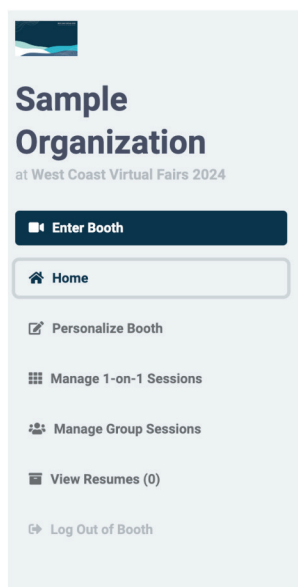 Sample
Organization
at West Coast Virtual Fairs 2024
Enter Booth
Home
Personalize Booth
Manage 1-on-1 Sessions
Manage Group Sessions
View Resumes (0)
Log Out of Booth